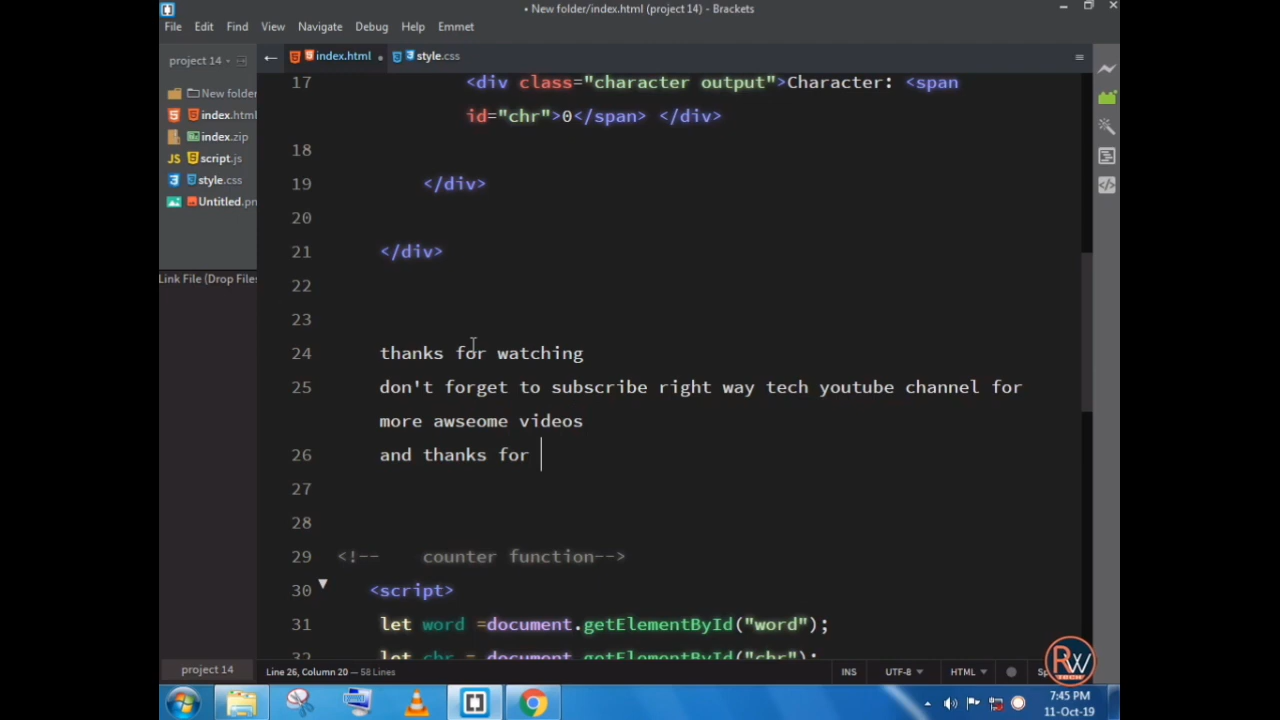 • New folder/index.html (project 14) - Brackets
File Edit Find View Navigate Debug Help Emmet
project 14
index.html
style.css
New folder
index.html
index.zip
script.js
style.css
Untitled.pn
Link File (Drop Files
17 <div class="character output">Character: <span
id="chr">0</span> </div>
18
19 </div>
20
21 </div>
22
23
24 thanks for watching
25 don't forget to subscribe right way tech youtube channel for
more awseome videos
26 and thanks for
27
28
29 <!-- counter function-->
30 <script>
31 let word =document.getElementById("word");
32 let chr = document.getElementById("chr");
project 14
Line 26, Column 20 — 58 Lines
INS UTF-8 HTML Sp
RW
TECH
7:45 PM
11-Oct-19